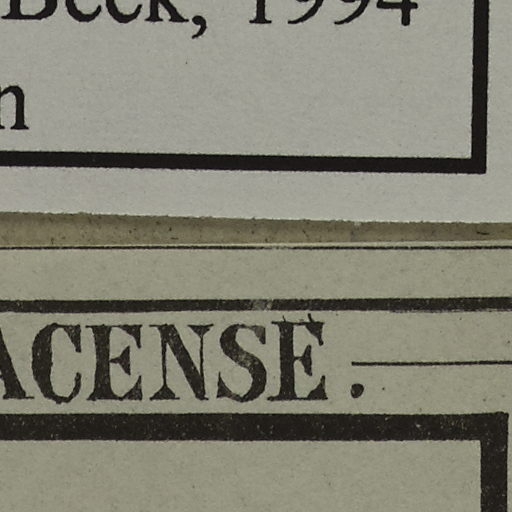 Beck, 1994
n
ACENSE.